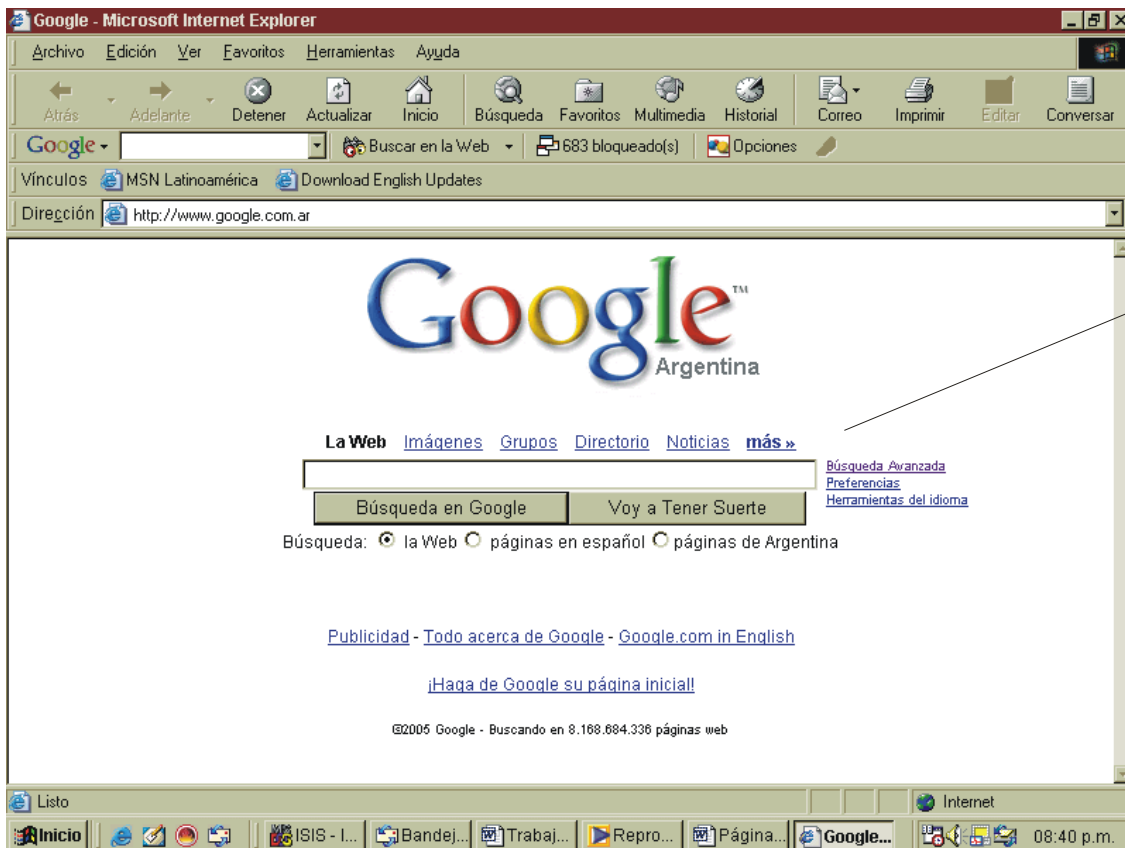 Google - Microsoft Internet Explorer
Archivo Edición Ver Favoritos Herramientas Ayuda
Atrás Adelante Detener Actualizar Inicio Búsqueda Favoritos Multimedia Historial Correo Imprimir Editar Conversar
Google Buscar en la Web 683 bloqueado(s) Opciones
Vínculos MSN Latinoamérica Download English Updates
Dirección http://www.google.com.ar
Google™
Argentina
La Web Imágenes Grupos Directorio Noticias más »
Búsqueda Avanzada
Preferencias
Herramientas del idioma
Búsqueda en Google Voy a Tener Suerte
Búsqueda: la Web páginas en español páginas de Argentina
Publicidad - Todo acerca de Google - Google.com in English
¡Haga de Google su página inicial!
©2005 Google - Buscando en 8.168.684.336 páginas web
Listo Internet
Inicio ISIS - I... Bandej... Trabaj... Repro... Página... Google... 08:40 p.m.